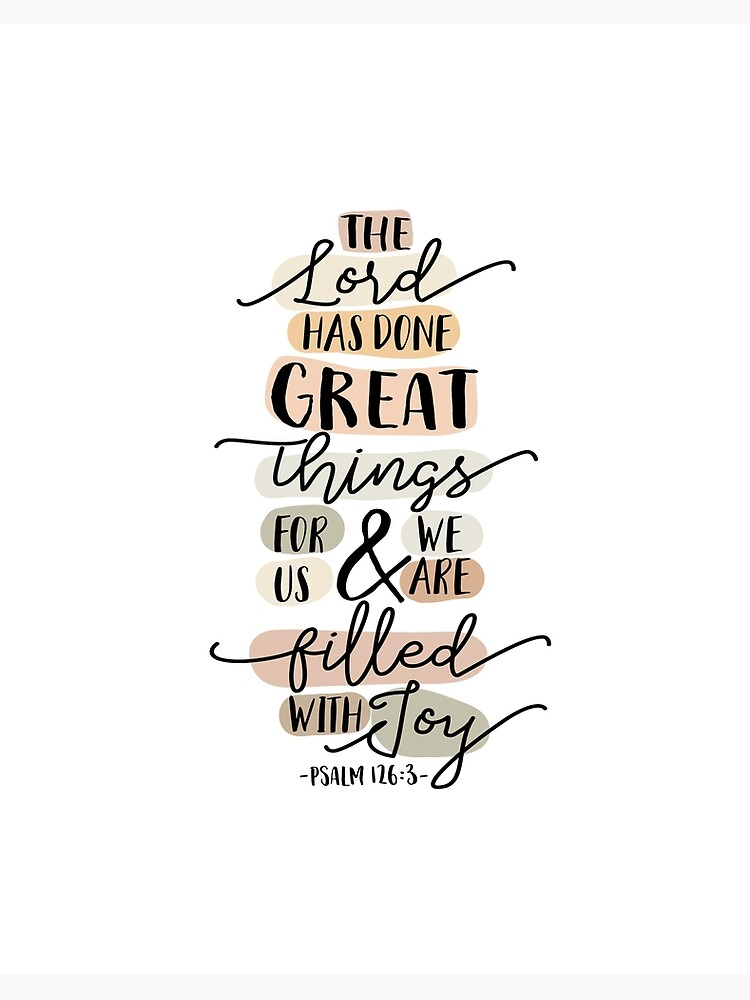 THE
Lord
HAS DONE
GREAT
things
FOR US & WE ARE
filled
WITH Joy
-PSALM 126:3-